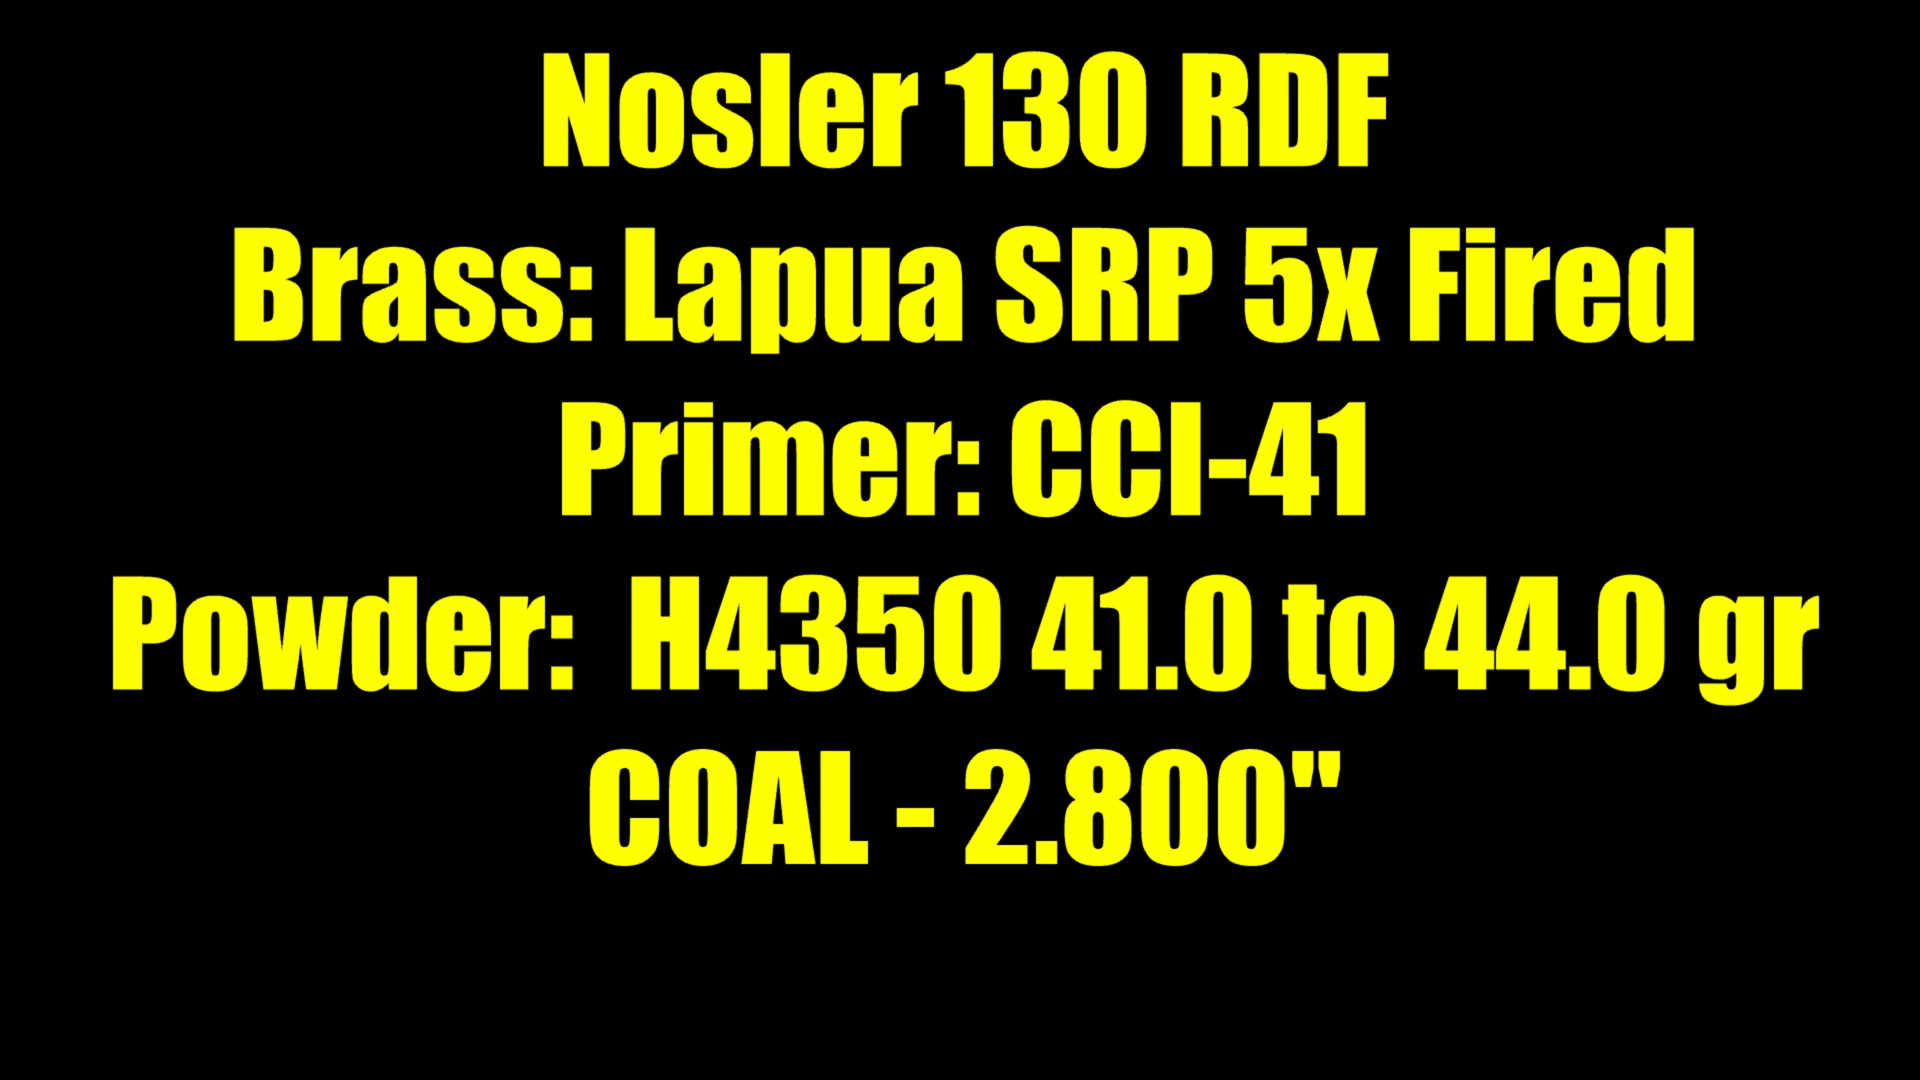 Nosler 130 RDF
Brass: Lapua SRP 5x Fired
Primer: CCI-41
Powder:  H4350 41.0 to 44.0 gr
COAL - 2.800"